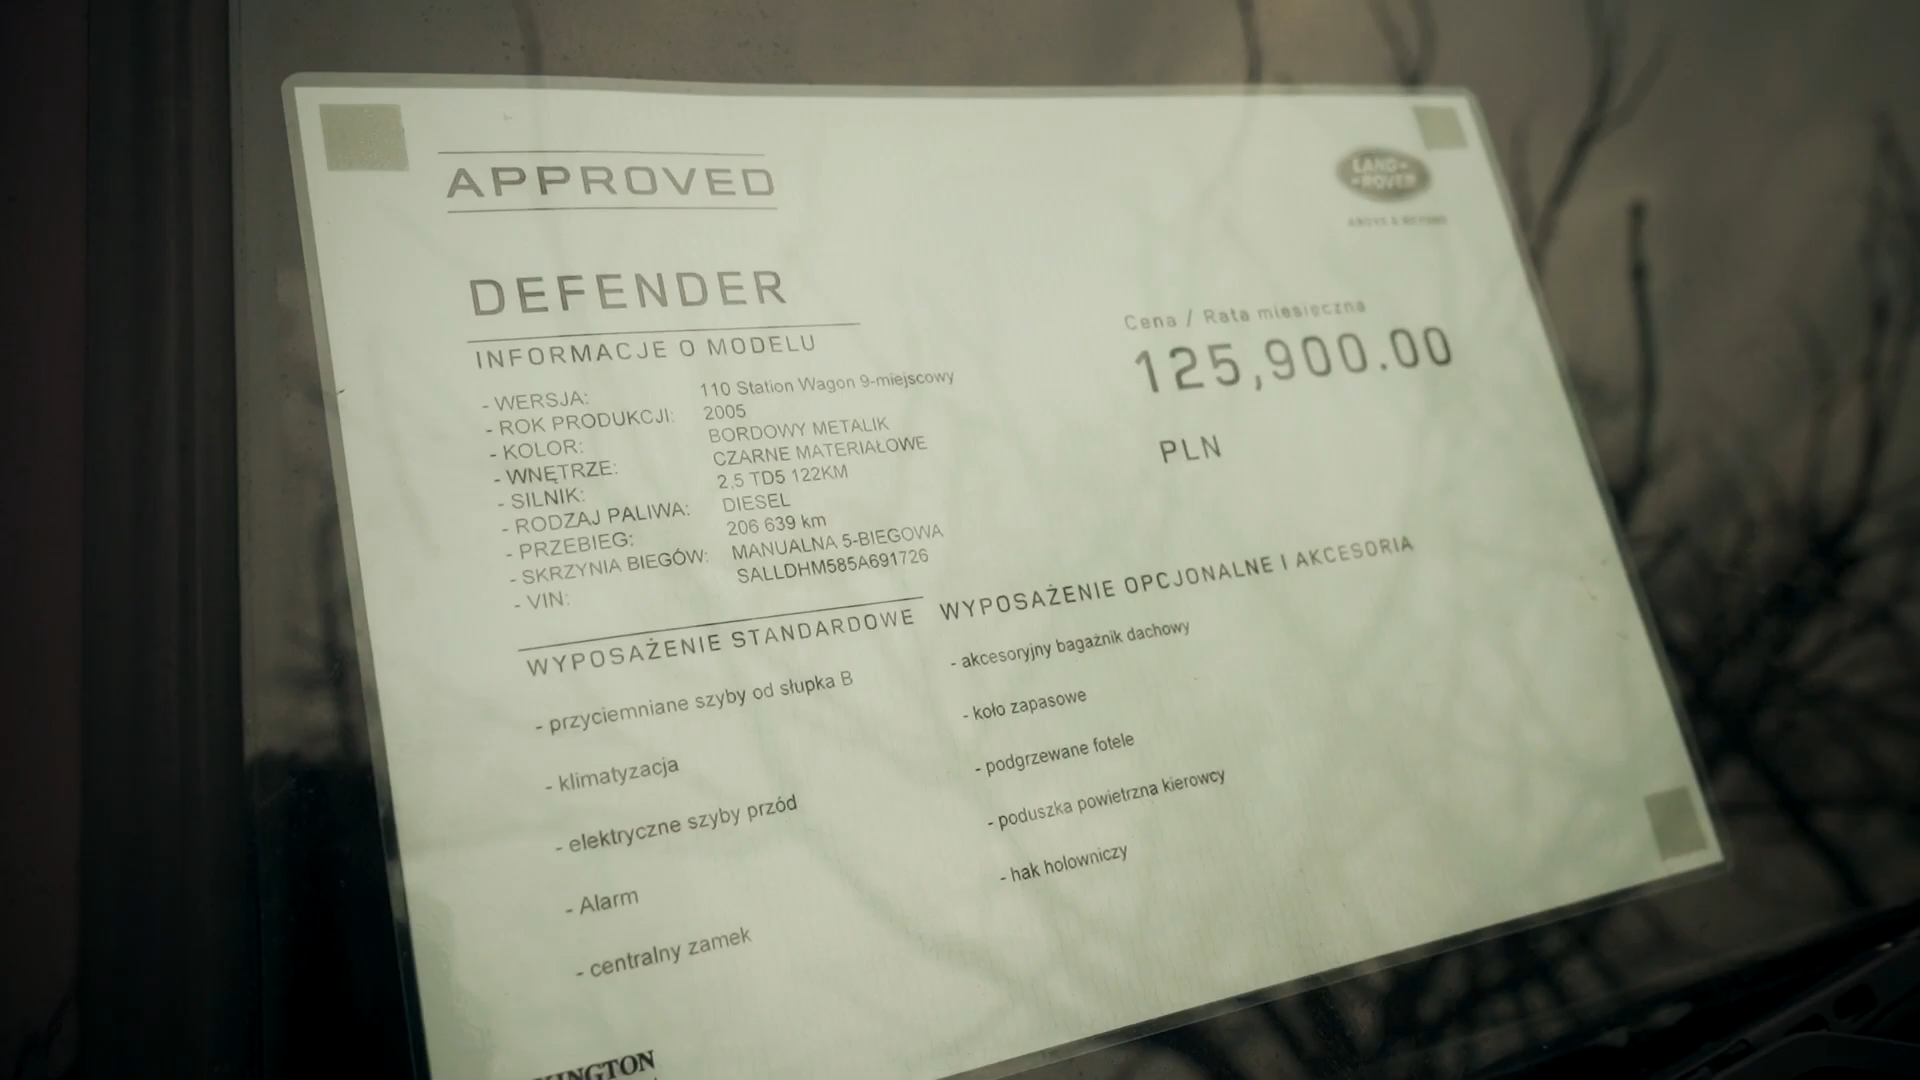 APPROVED
LAND-
-ROVER
ABOVE & BEYOND
DEFENDER
INFORMACJE O MODELU
- WERSJA: 110 Station Wagon 9-miejscowy
- ROK PRODUKCJI: 2005
- KOLOR: BORDOWY METALIK
- WNĘTRZE: CZARNE MATERIAŁOWE
- SILNIK: 2,5 TD5 122KM
- RODZAJ PALIWA: DIESEL
- PRZEBIEG: 206 639 km
- SKRZYNIA BIEGÓW: MANUALNA 5-BIEGOWA
- VIN: SALLDHM585A691726
Cena / Rata miesięczna
125,900.00
PLN
WYPOSAŻENIE STANDARDOWE
- przyciemniane szyby od słupka B
- klimatyzacja
- elektryczne szyby przód
- Alarm
- centralny zamek
WYPOSAŻENIE OPCJONALNE I AKCESORIA
- akcesoryjny bagażnik dachowy
- koło zapasowe
- podgrzewane fotele
- poduszka powietrzna kierowcy
- hak holowniczy